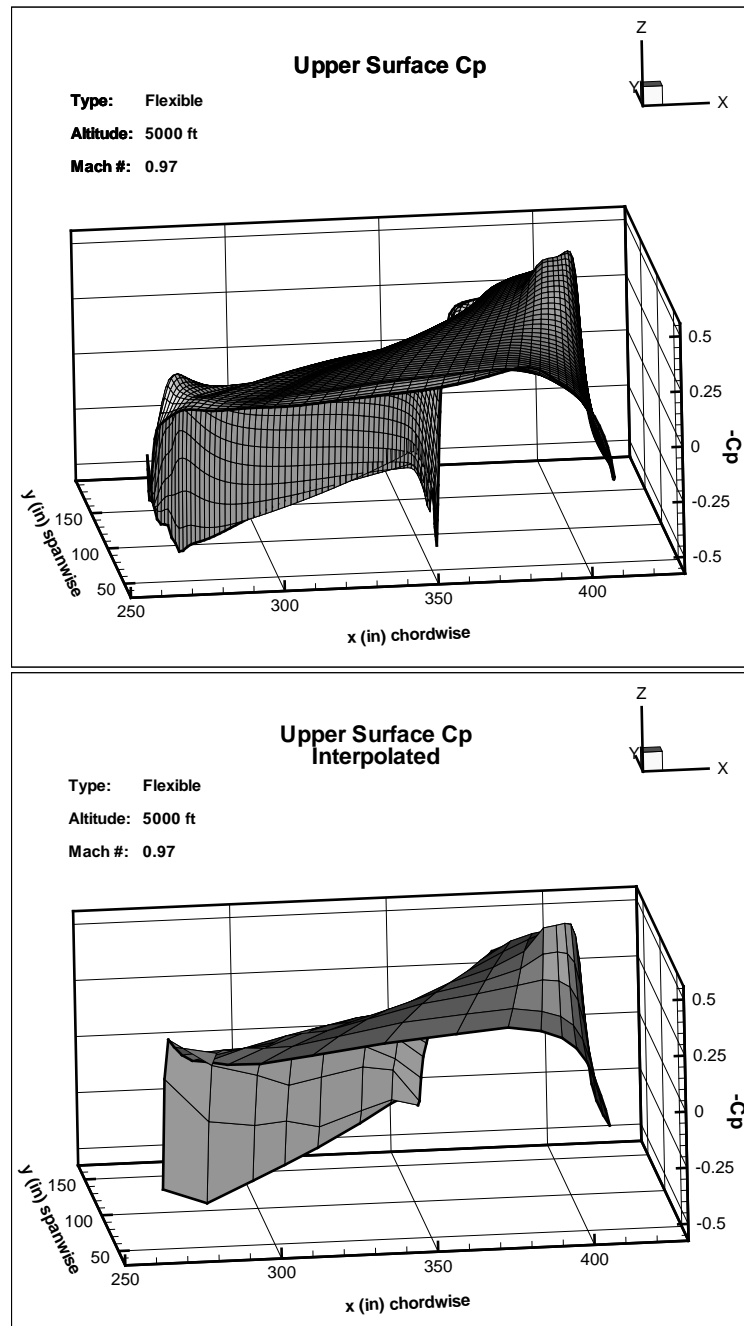 Z
Y
X
Upper Surface Cp
Type: Flexible
Altitude: 5000 ft
Mach #: 0.97
0.5
0.25
0
-0.25
-0.5
-Cp
y (in) spanwise
150
100
50
250
300
350
400
x (in) chordwise
Z
Y
X
Upper Surface Cp
Interpolated
Type: Flexible
Altitude: 5000 ft
Mach #: 0.97
0.5
0.25
0
-0.25
-0.5
-Cp
y (in) spanwise
150
100
50
250
300
350
400
x (in) chordwise